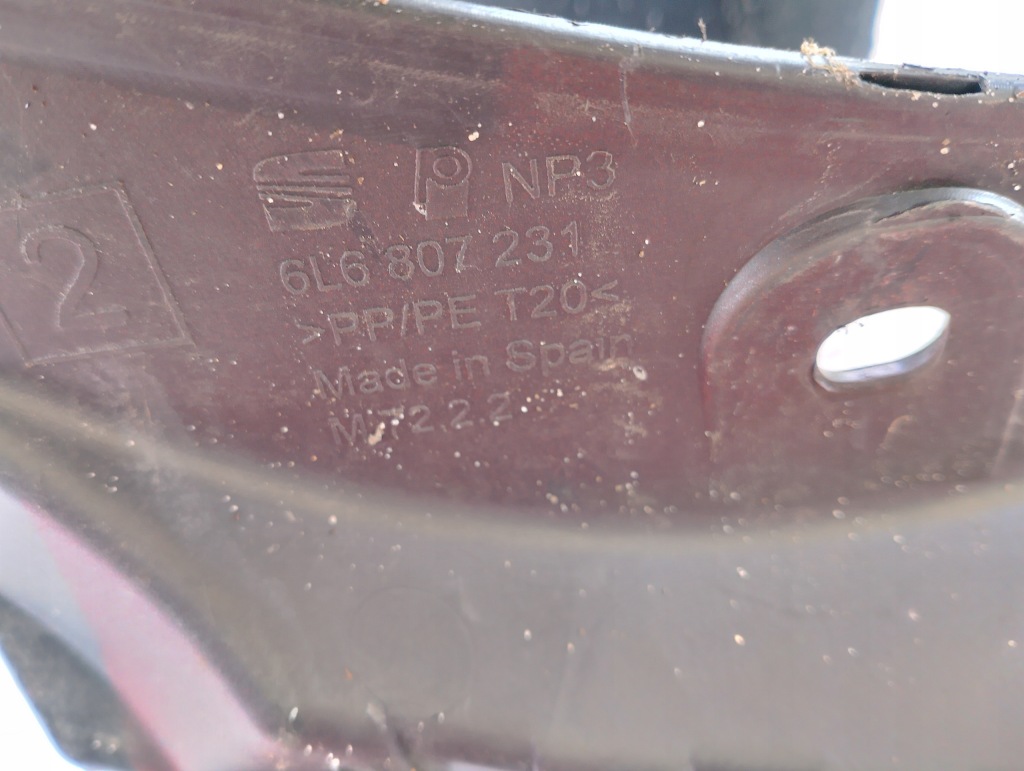 NP3
2
6L6 807 231
>PP/PE T20<
Made in Spain
M72.2.2